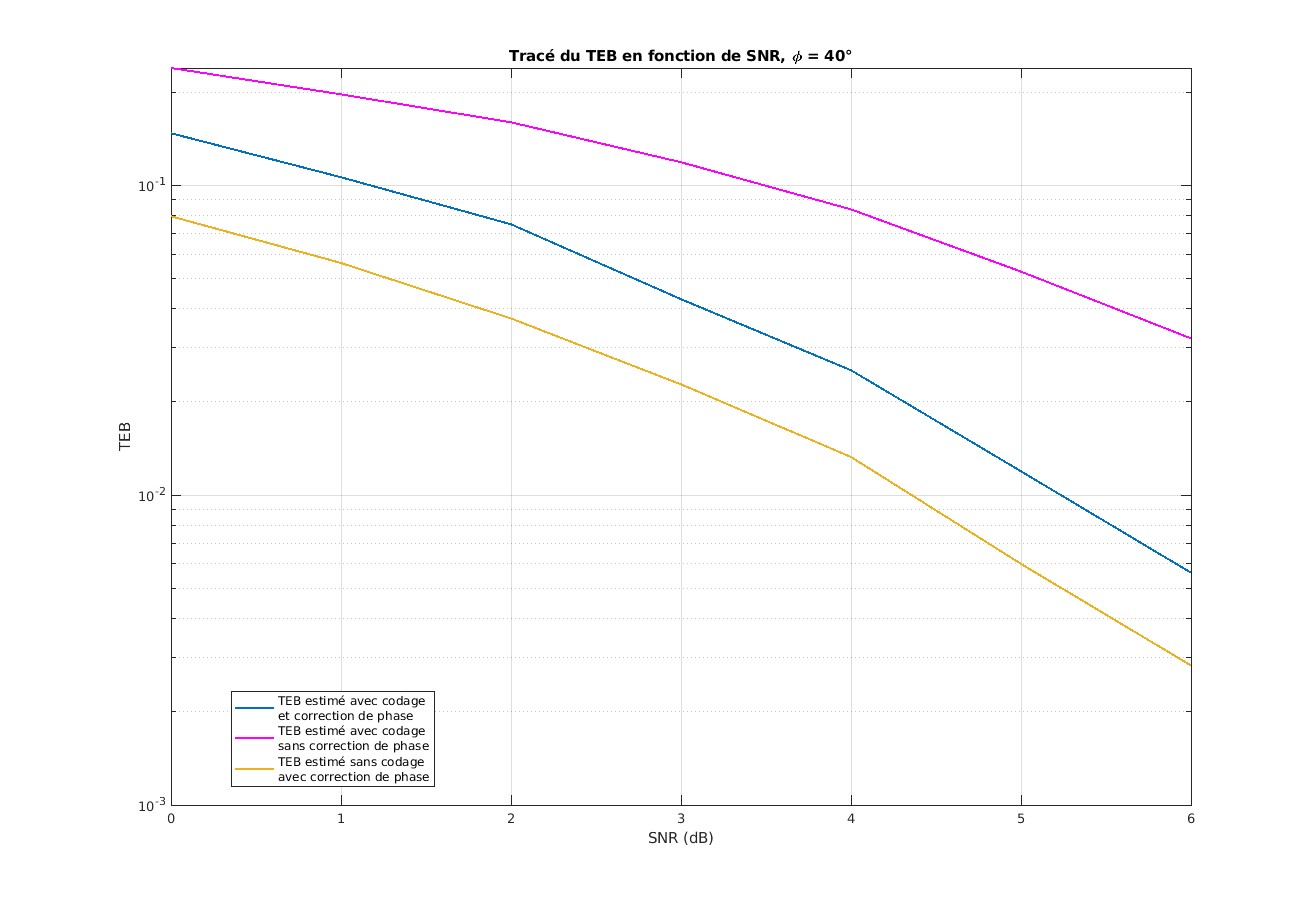 Tracé du TEB en fonction de SNR, ϕ = 40°
TEB
10-1
10-2
10-3
TEB estimé avec codage
et correction de phase
TEB estimé avec codage
sans correction de phase
TEB estimé sans codage
avec correction de phase
0 1 2 3 4 5 6
SNR (dB)